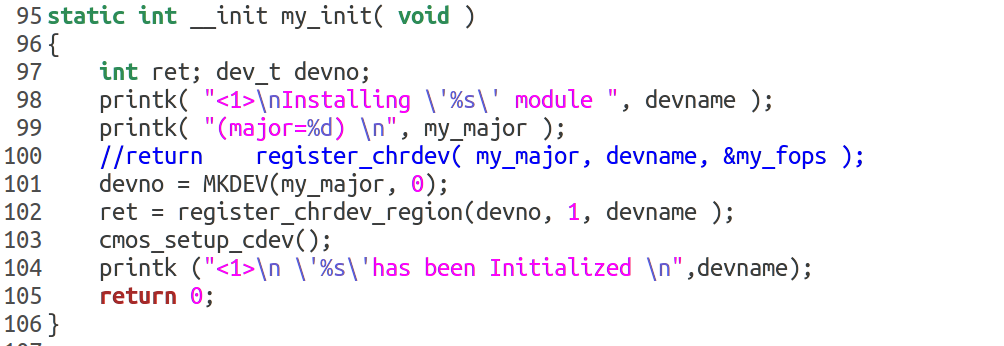 95 static int __init my_init( void )
96 {
97     int ret; dev_t devno;
98     printk( "<1>\nInstalling \'%s\' module ", devname );
99     printk( "(major=%d) \n", my_major );
100     //return    register_chrdev( my_major, devname, &my_fops );
101     devno = MKDEV(my_major, 0);
102     ret = register_chrdev_region(devno, 1, devname );
103     cmos_setup_cdev();
104     printk ("<1>\n \'%s\'has been Initialized \n",devname);
105     return 0;
106 }